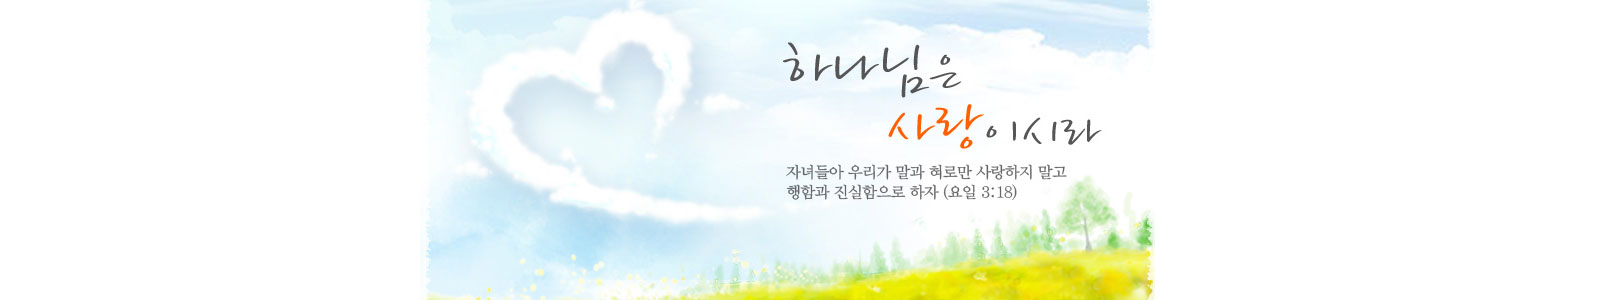 하나님은
사랑이시라
자녀들아 우리가 말과 혀로만 사랑하지 말고
행함과 진실함으로 하자 (요일 3:18)